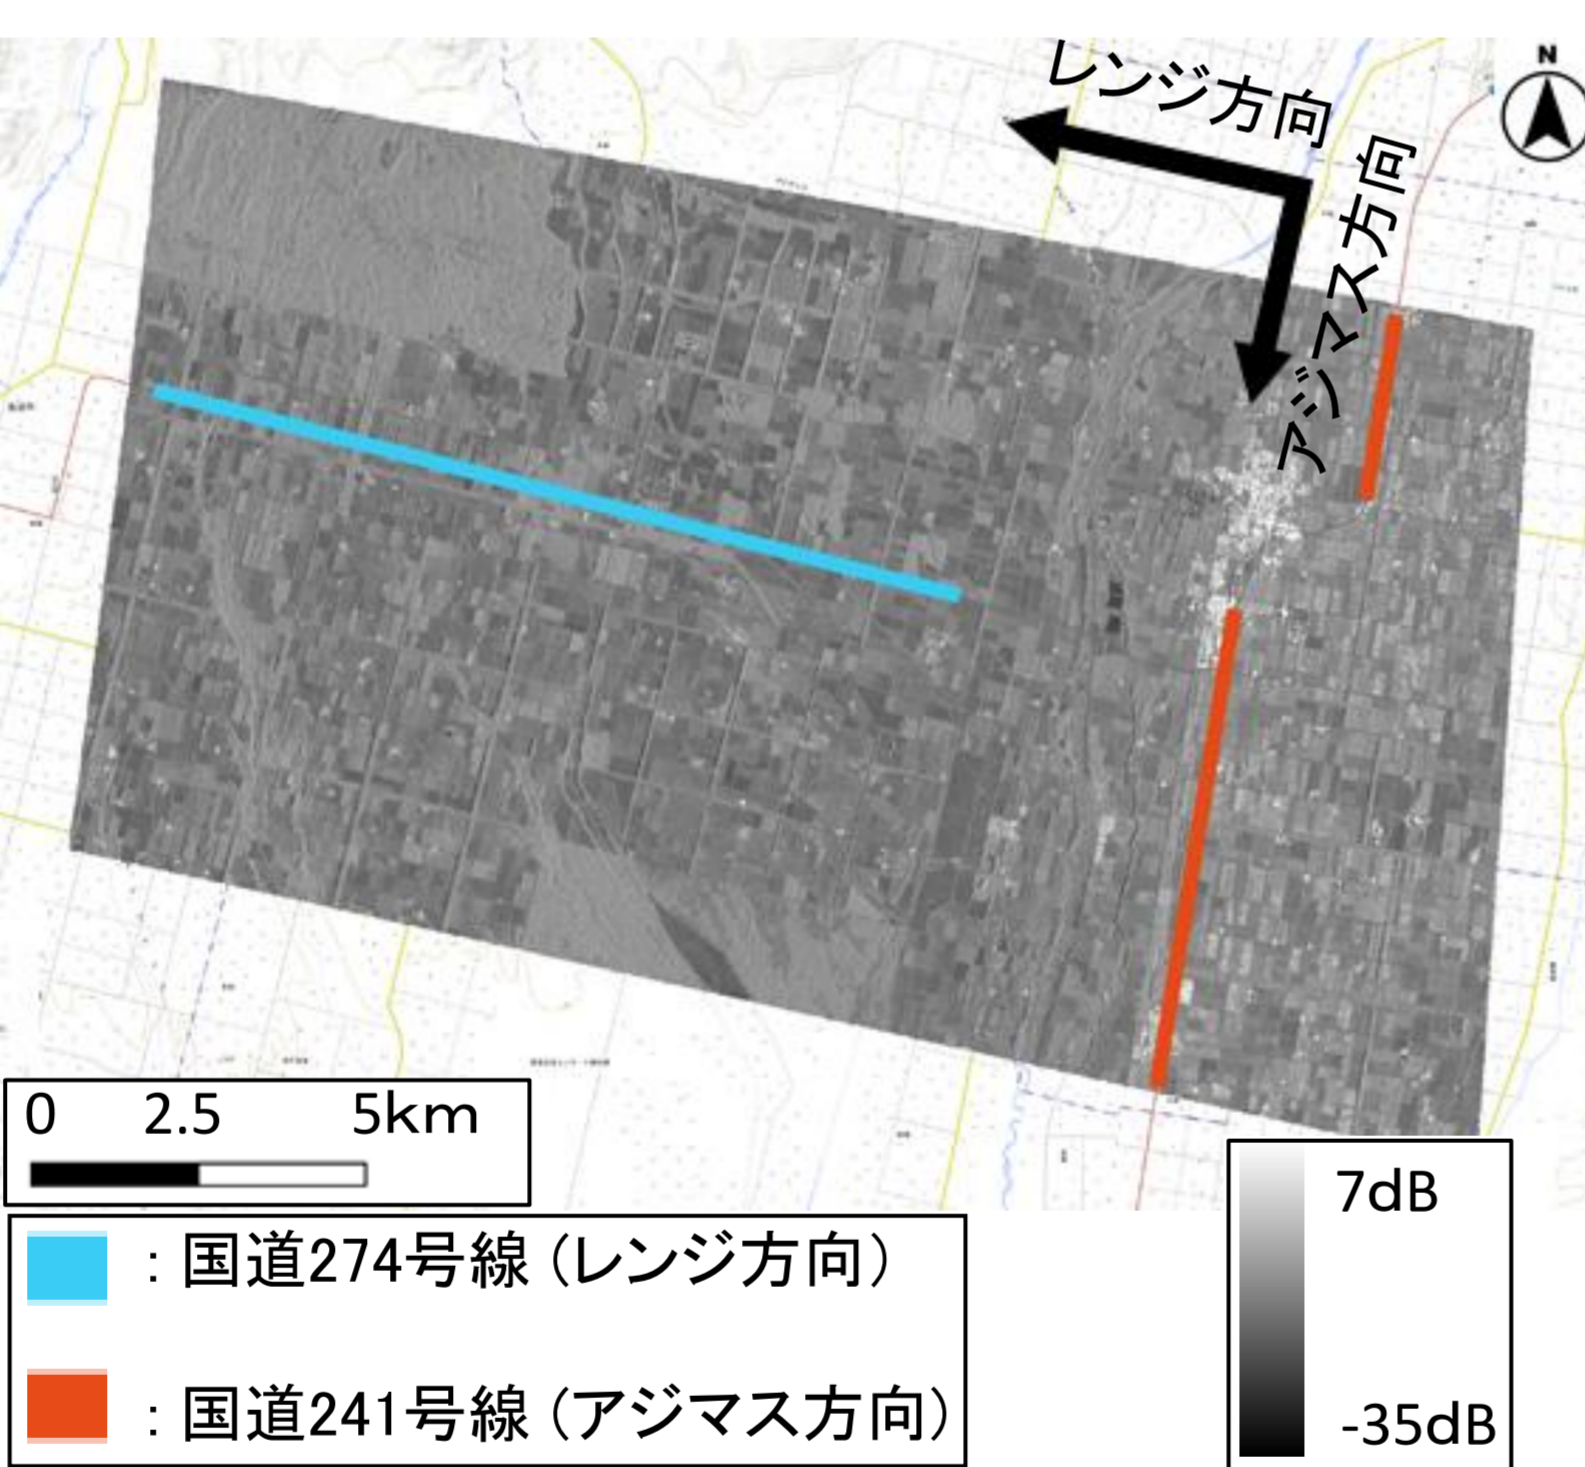 N
レンジ方向
アジマス方向
0 2.5 5km
：国道274号線（レンジ方向）
：国道241号線（アジマス方向）
7dB
-35dB